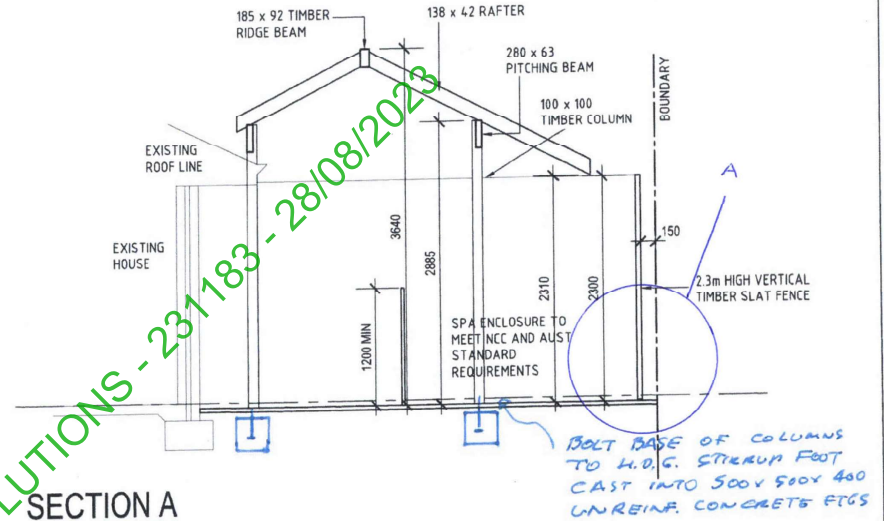 185 x 92 TIMBER
RIDGE BEAM
138 x 42 RAFTER
280 x 63
PITCHING BEAM
100 x 100
TIMBER COLUMN
BOUNDARY
EXISTING
ROOF LINE
A
EXISTING
HOUSE
3640
2885
2310
2300
150
2.3m HIGH VERTICAL
TIMBER SLAT FENCE
1200 MIN
SPA ENCLOSURE TO
MEET NCC AND AUST
STANDARD
REQUIREMENTS
BOLT BASE OF COLUMNS
TO H.D.G. STIRRUP FOOT
CAST INTO 500 x 500 x 400
UNREINF. CONCRETE FTGS
SECTION A
LUTIONS - 231183 - 28/08/2023